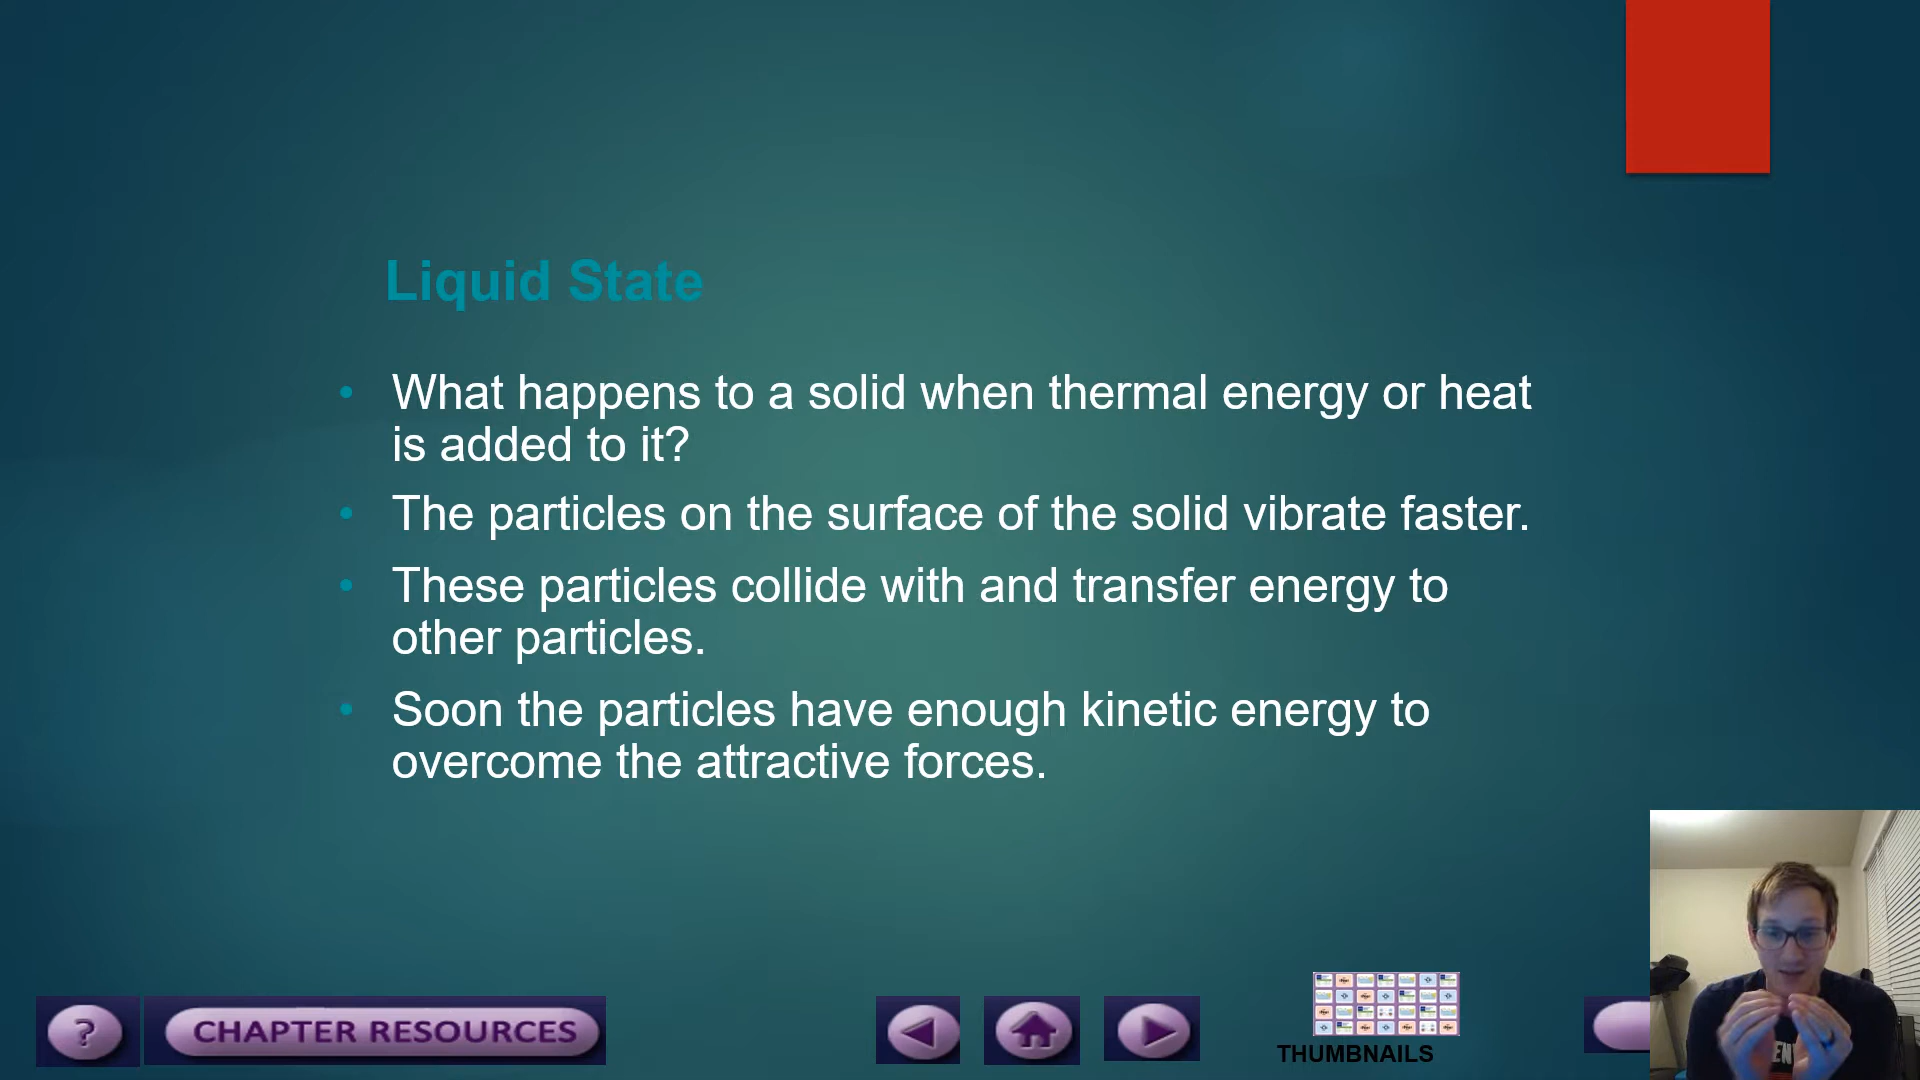 Liquid State
• What happens to a solid when thermal energy or heat
is added to it?
• The particles on the surface of the solid vibrate faster.
• These particles collide with and transfer energy to
other particles.
• Soon the particles have enough kinetic energy to
overcome the attractive forces.
? CHAPTER RESOURCES
THUMBNAILS